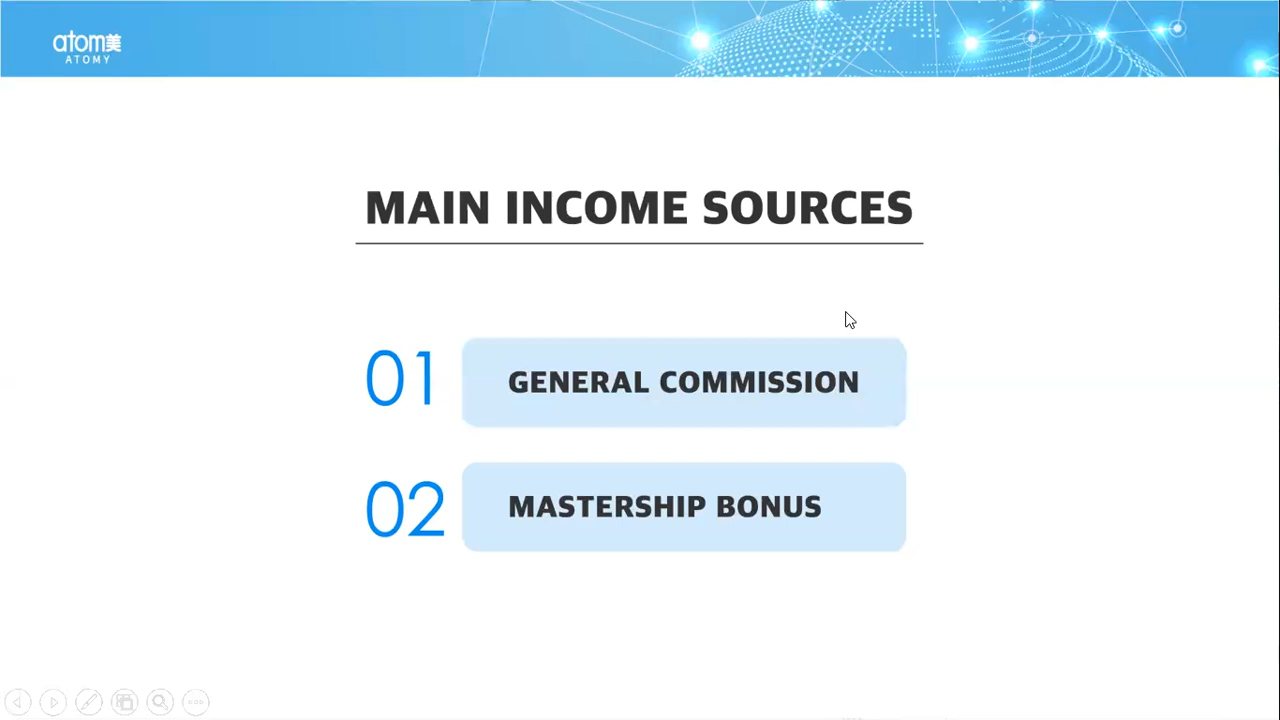 atom美
ATOMY
MAIN INCOME SOURCES
01 GENERAL COMMISSION
02 MASTERSHIP BONUS